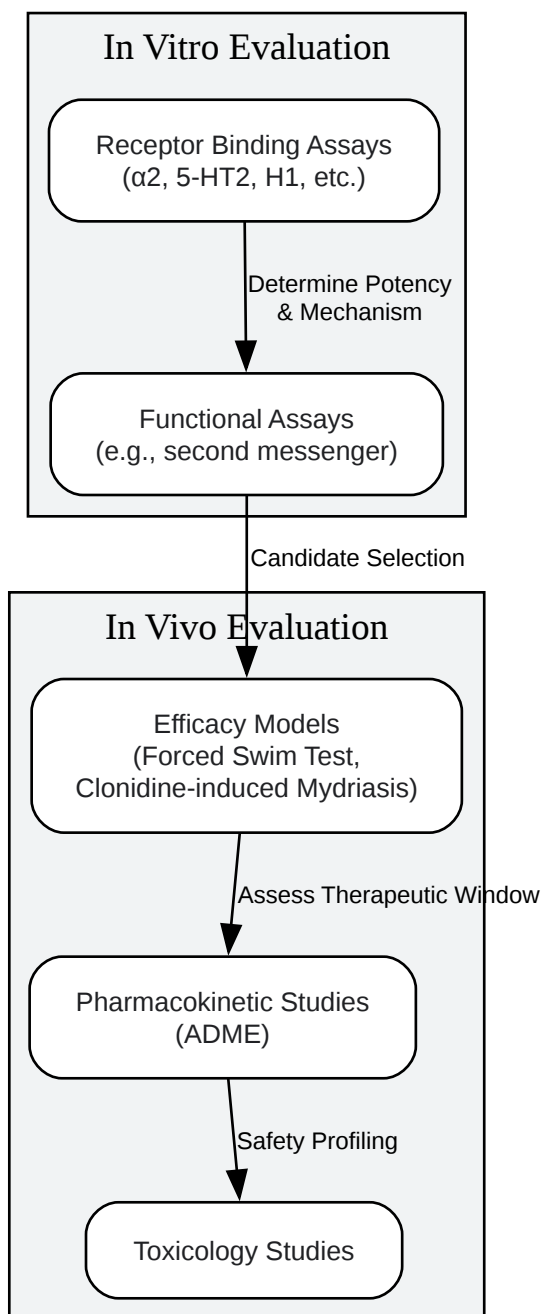 In Vitro Evaluation
Receptor Binding Assays
(α2, 5-HT2, H1, etc.)
Determine Potency
& Mechanism
Functional Assays
(e.g., second messenger)
Candidate Selection
In Vivo Evaluation
Efficacy Models
(Forced Swim Test,
Clonidine-induced Mydriasis)
Assess Therapeutic Window
Pharmacokinetic Studies
(ADME)
Safety Profiling
Toxicology Studies